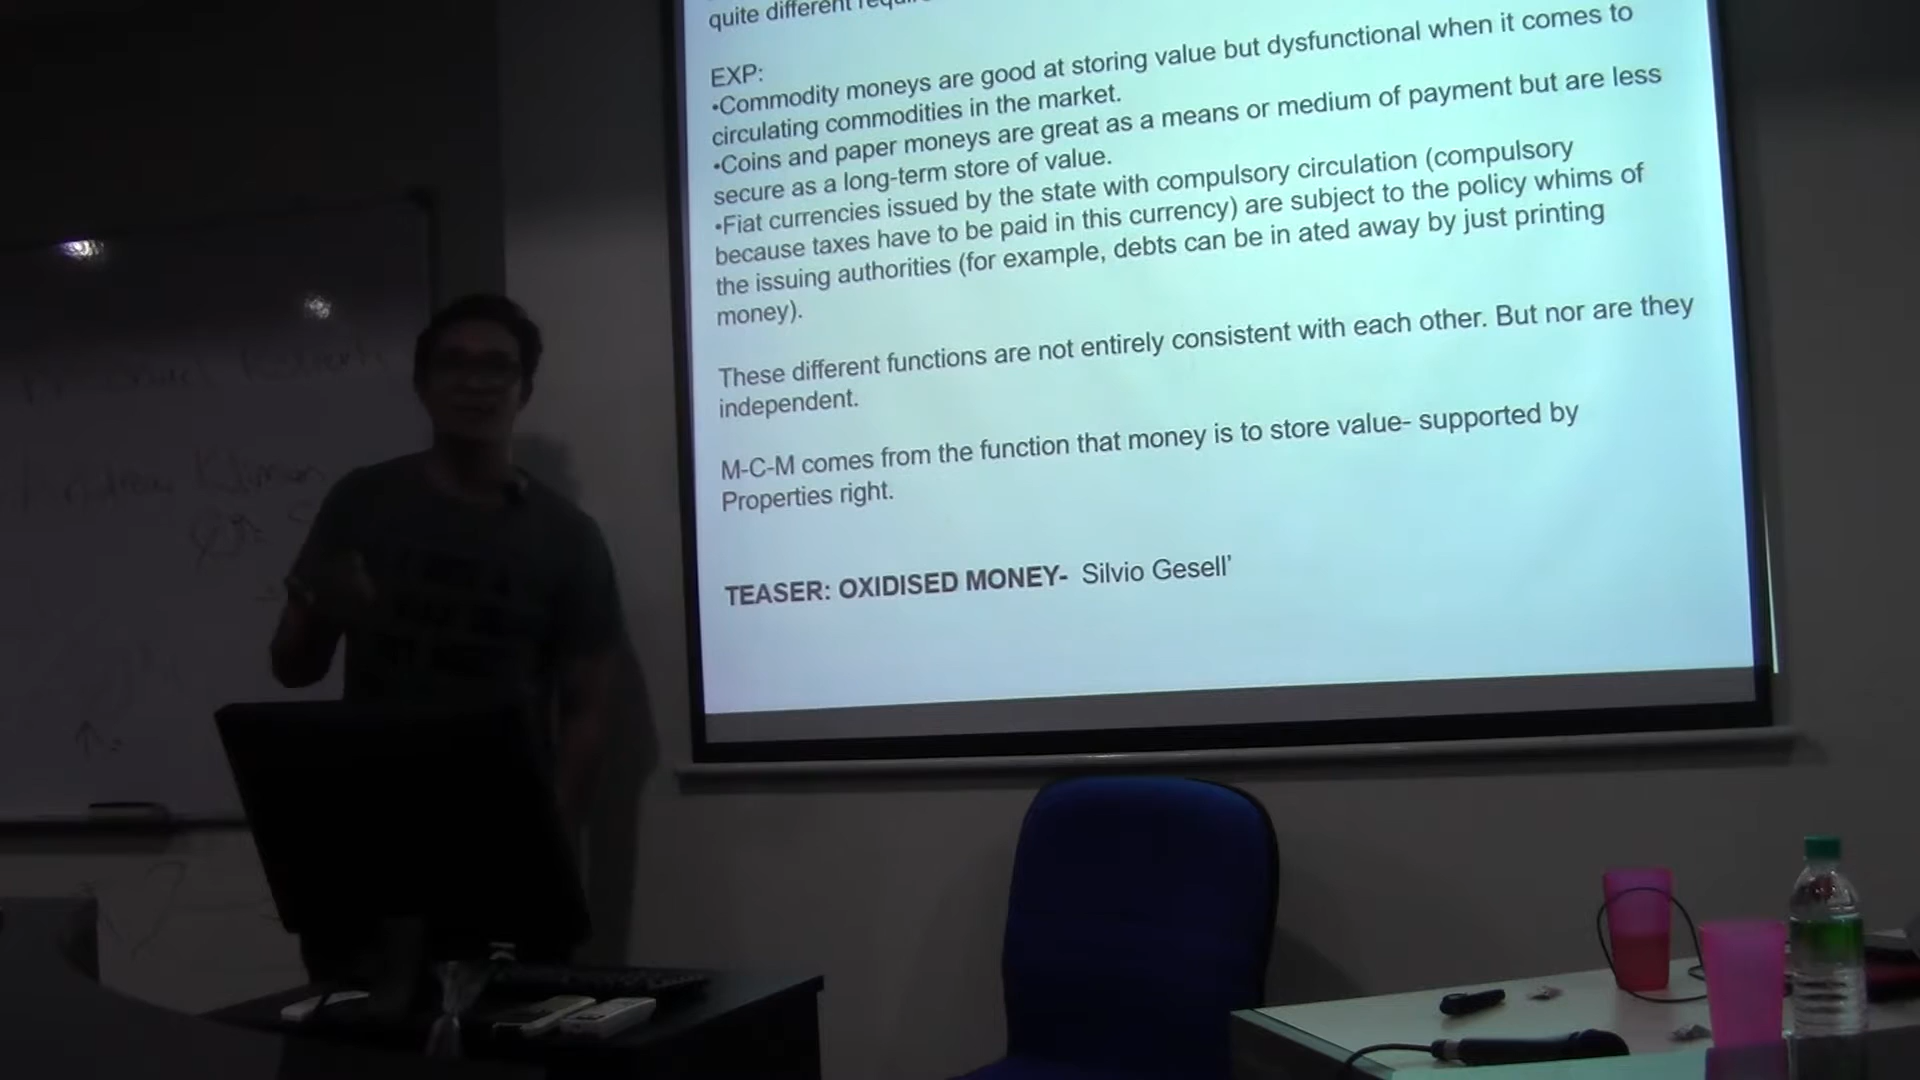 quite different
EXP:
•Commodity moneys are good at storing value but dysfunctional when it comes to
circulating commodities in the market.
•Coins and paper moneys are great as a means or medium of payment but are less
secure as a long-term store of value.
•Fiat currencies issued by the state with compulsory circulation (compulsory
because taxes have to be paid in this currency) are subject to the policy whims of
the issuing authorities (for example, debts can be in ated away by just printing
money).
These different functions are not entirely consistent with each other. But nor are they
independent.
M-C-M comes from the function that money is to store value- supported by
Properties right.
TEASER: OXIDISED MONEY- Silvio Gesell’